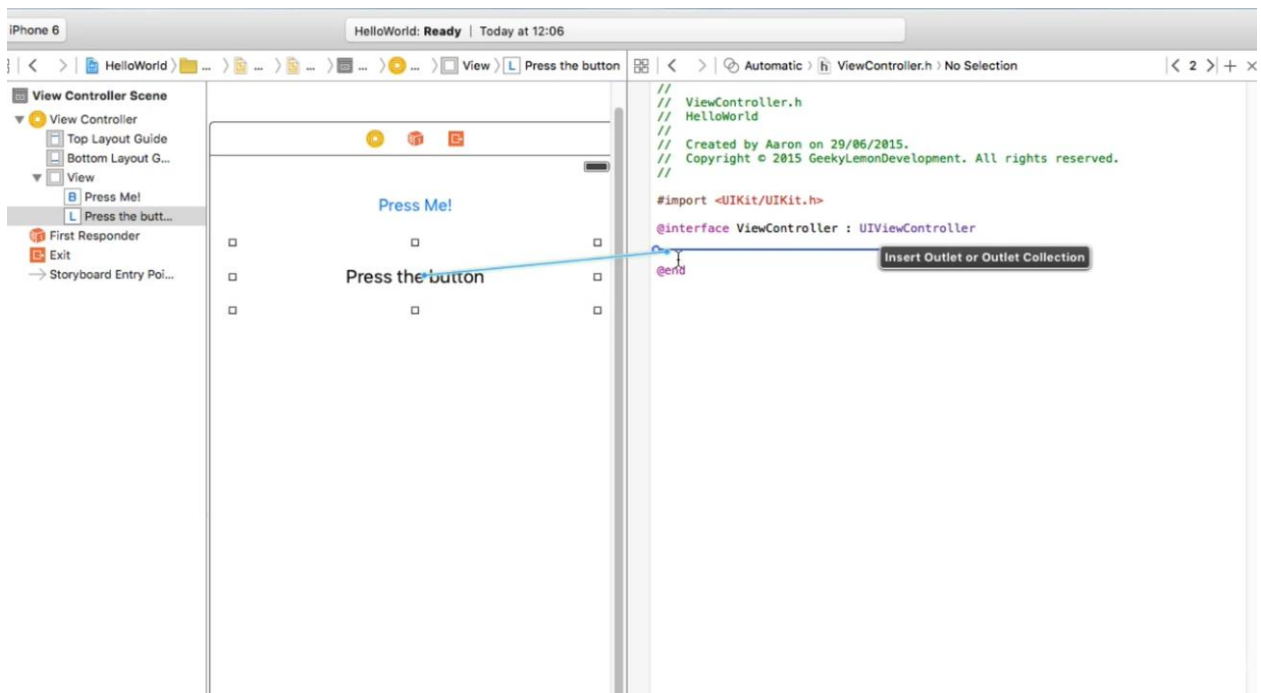 iPhone 6
HelloWorld: Ready | Today at 12:06
HelloWorld
...
...
...
...
...
View
L Press the button
Automatic
h ViewController.h
No Selection
2
View Controller Scene
View Controller
Top Layout Guide
Bottom Layout G...
View
B Press Me!
L Press the butt...
First Responder
Exit
Storyboard Entry Poi...
Press Me!
Press the button
//
// ViewController.h
// HelloWorld
//
// Created by Aaron on 29/06/2015.
// Copyright © 2015 GeekyLemonDevelopment. All rights reserved.
//
#import <UIKit/UIKit.h>
@interface ViewController : UIViewController
Insert Outlet or Outlet Collection
@end